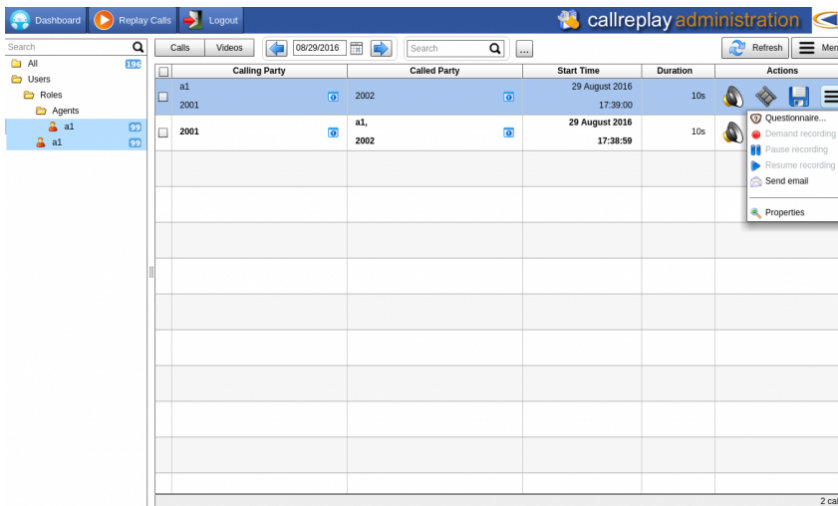 Dashboard Replay Calls Logout callreplay administration
Search
All 196
Users
Roles
Agents
a1
a1
Calls Videos 08/29/2016 Search ... Refresh Men
Calling Party Called Party Start Time Duration Actions
a1
2001 2002 29 August 2016 10s
17:39:00
2001 a1, 29 August 2016 10s
2002 17:38:59
Questionnaire...
Demand recording
Pause recording
Resume recording
Send email
Properties
2 cal